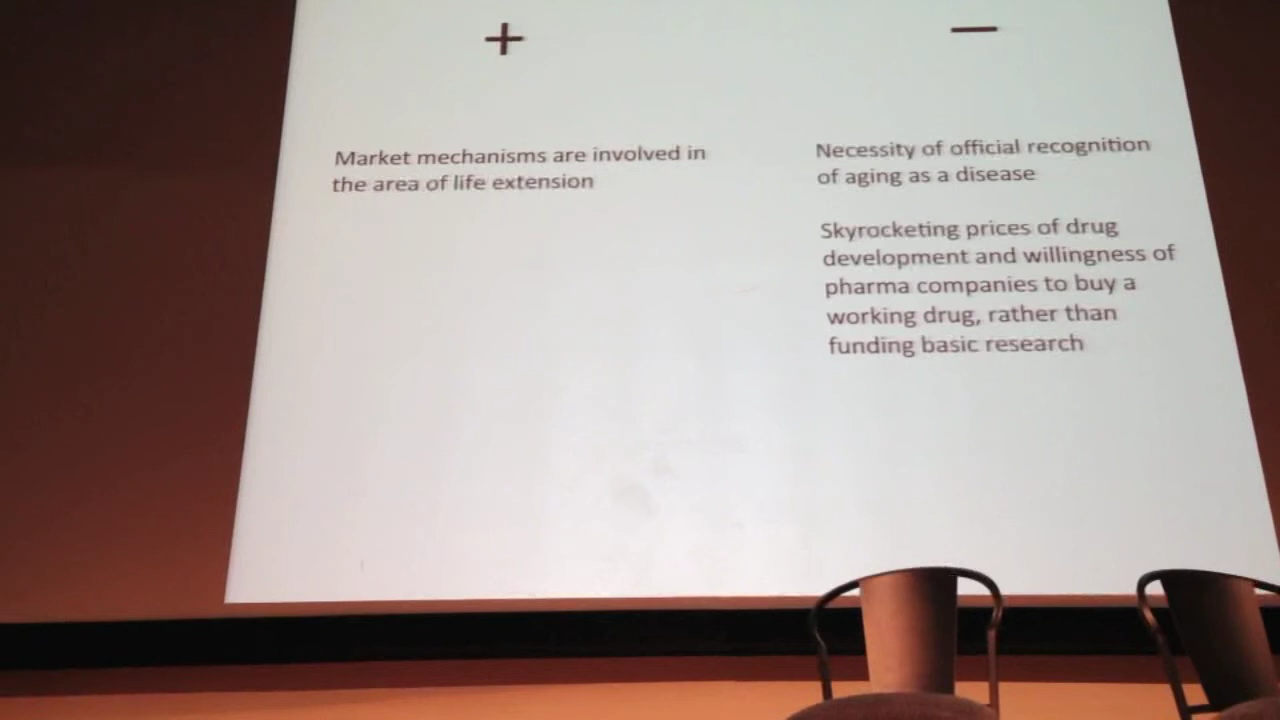 +
Market mechanisms are involved in
the area of life extension
−
Necessity of official recognition
of aging as a disease
Skyrocketing prices of drug
development and willingness of
pharma companies to buy a
working drug, rather than
funding basic research